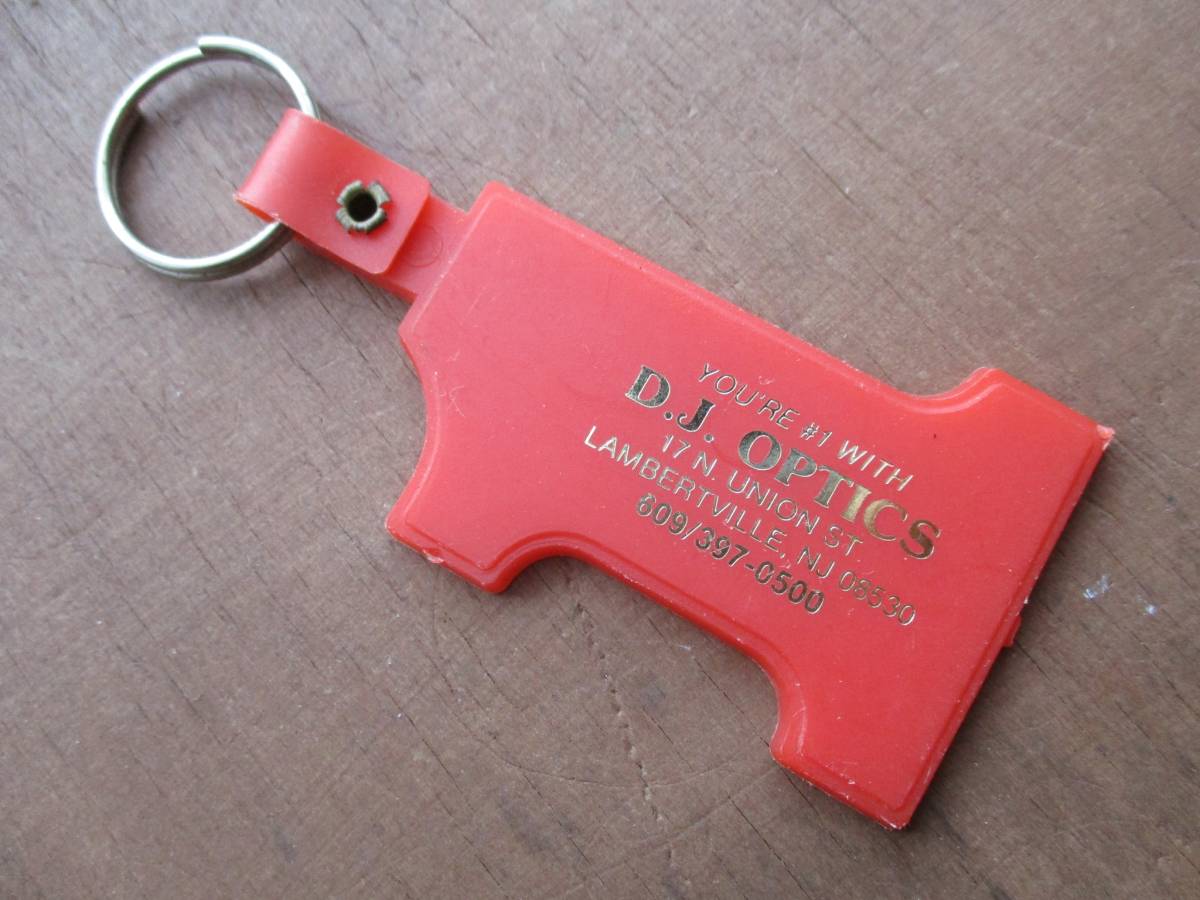 YOU'RE #1 WITH
D.J. OPTICS
17 N. UNION ST
LAMBERTVILLE, NJ 08530
609/397-0500